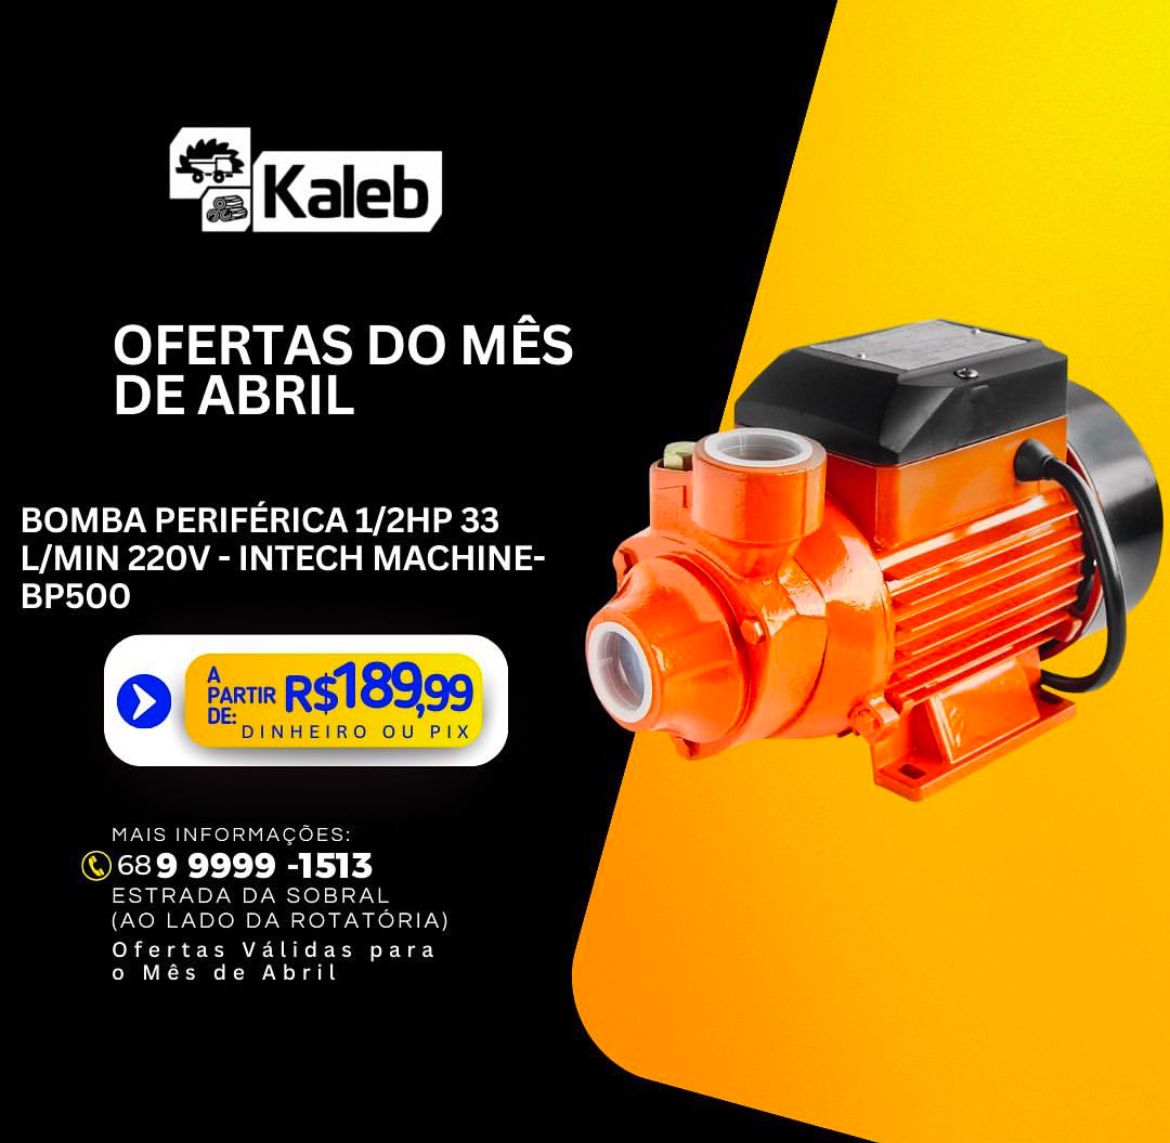 Kaleb
OFERTAS DO MÊS
DE ABRIL
BOMBA PERIFÉRICA 1/2HP 33
L/MIN 220V - INTECH MACHINE-
BP500
A
PARTIR
DE:
R$189,99
DINHEIRO OU PIX
MAIS INFORMAÇÕES:
68 9 9999 -1513
ESTRADA DA SOBRAL
(AO LADO DA ROTATÓRIA)
Ofertas Válidas para
o Mês de Abril